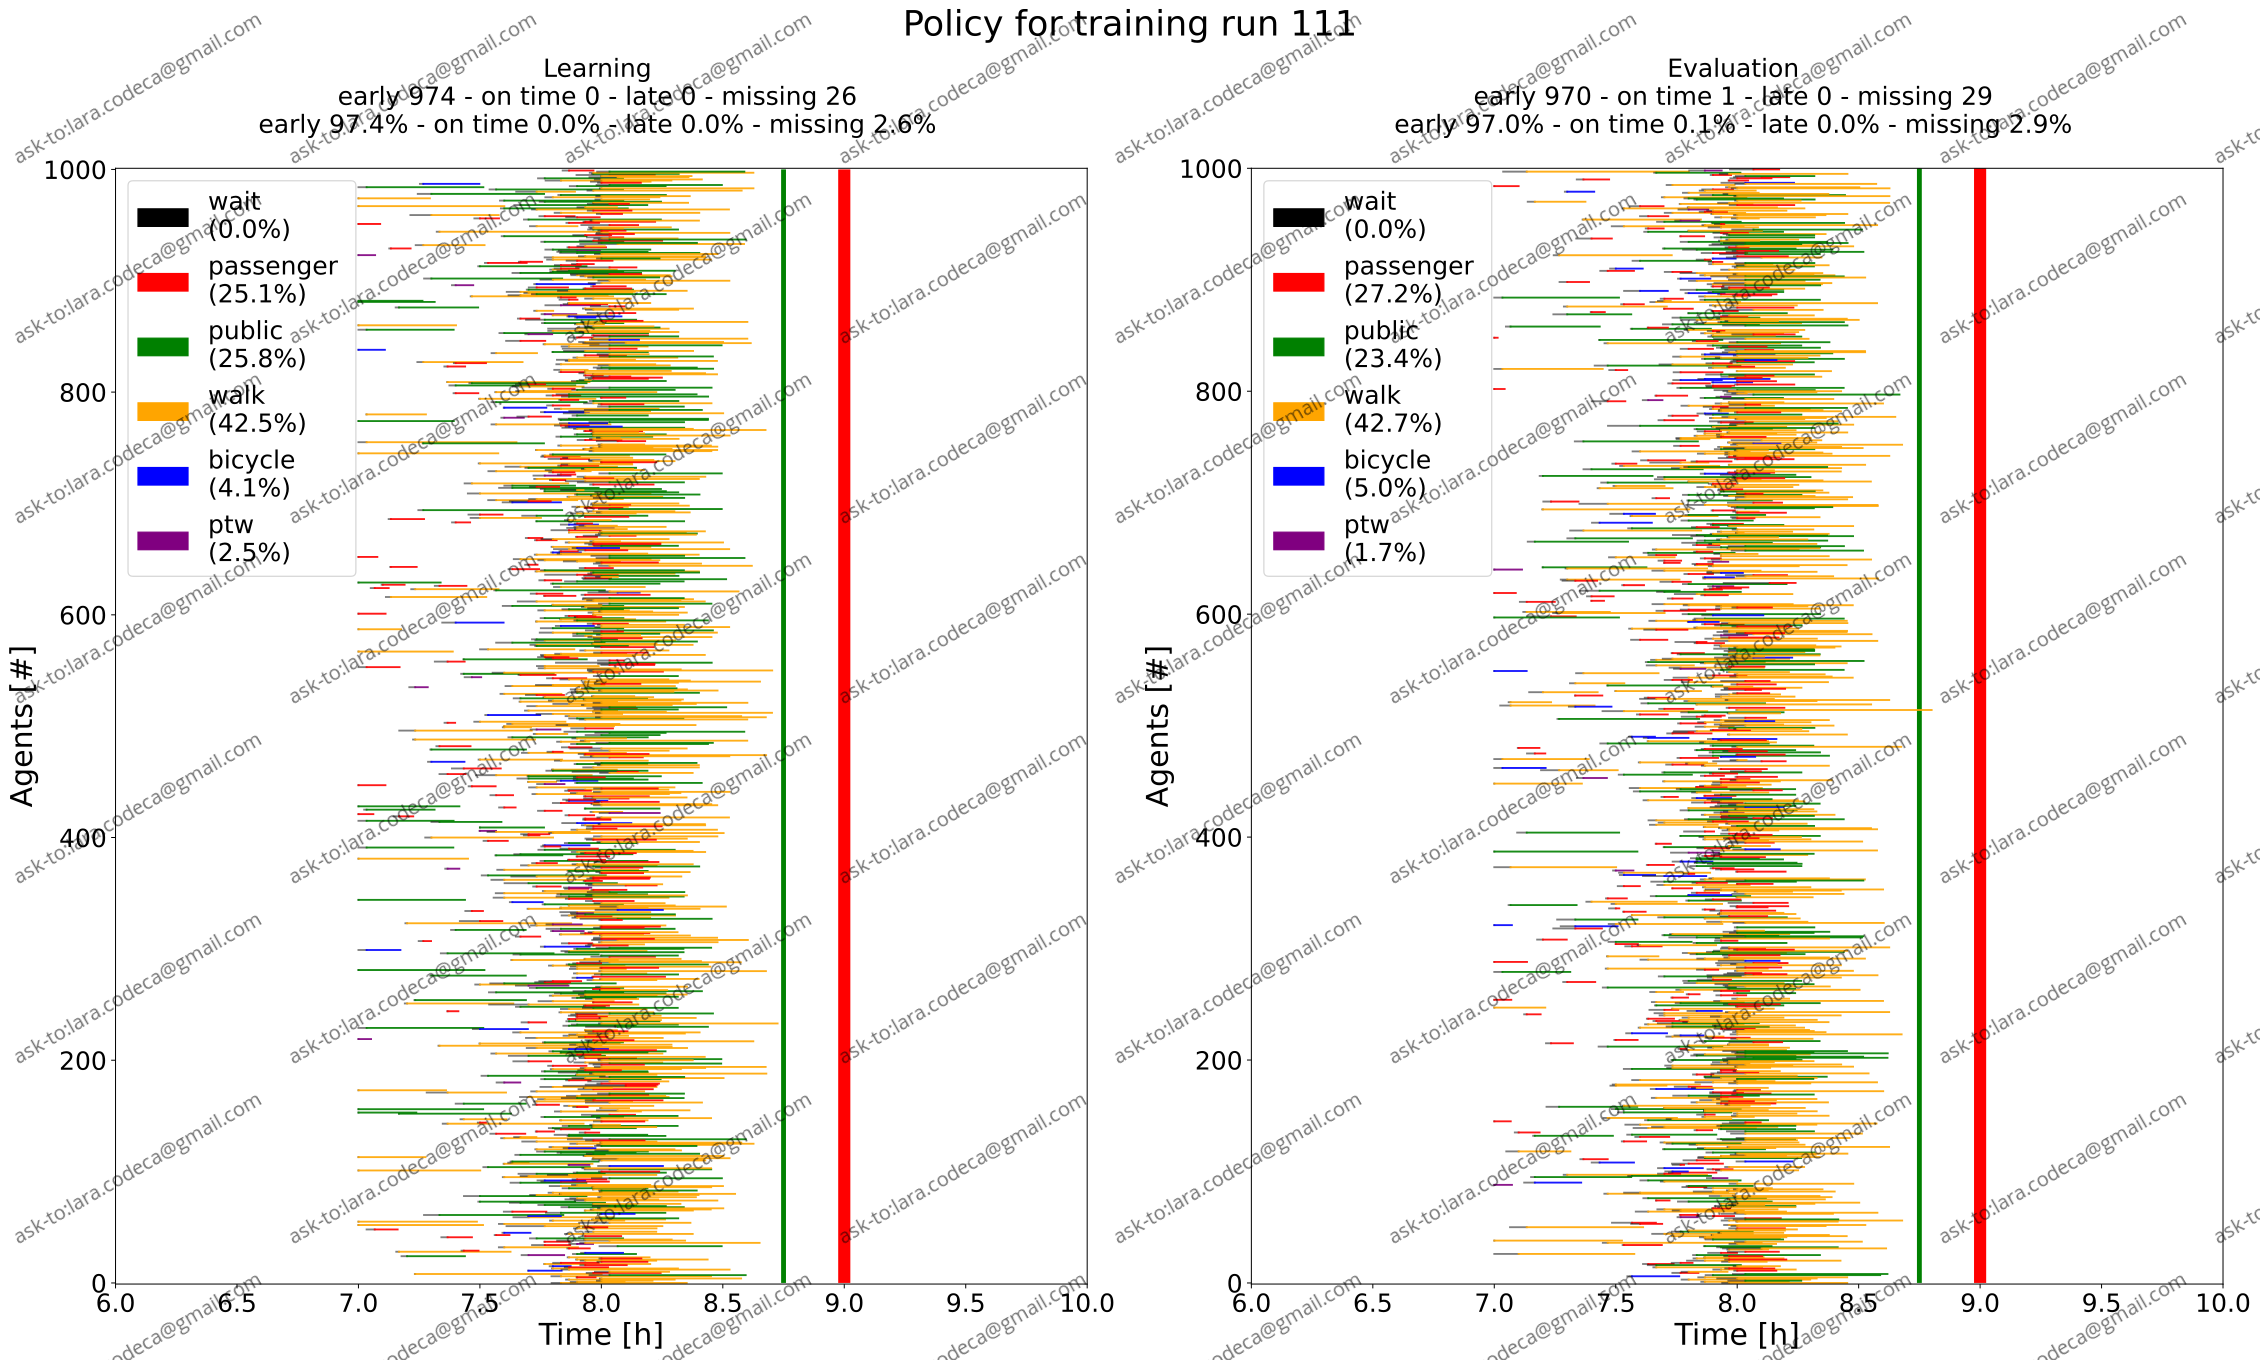 Policy for training run 111
Learning
early 974 - on time 0 - late 0 - missing 26
early 97.4% - on time 0.0% - late 0.0% - missing 2.6%
1000
800
600
400
200
0
Agents [#]
wait
(0.0%)
passenger
(25.1%)
public
(25.8%)
walk
(42.5%)
bicycle
(4.1%)
ptw
(2.5%)
6.0 6.5 7.0 7.5 8.0 8.5 9.0 9.5 10.0
Time [h]
Evaluation
early 970 - on time 1 - late 0 - missing 29
early 97.0% - on time 0.1% - late 0.0% - missing 2.9%
1000
800
600
400
200
0
Agents [#]
wait
(0.0%)
passenger
(27.2%)
public
(23.4%)
walk
(42.7%)
bicycle
(5.0%)
ptw
(1.7%)
6.0 6.5 7.0 7.5 8.0 8.5 9.0 9.5 10.0
Time [h]
ask-to:lara.codeca@gmail.com